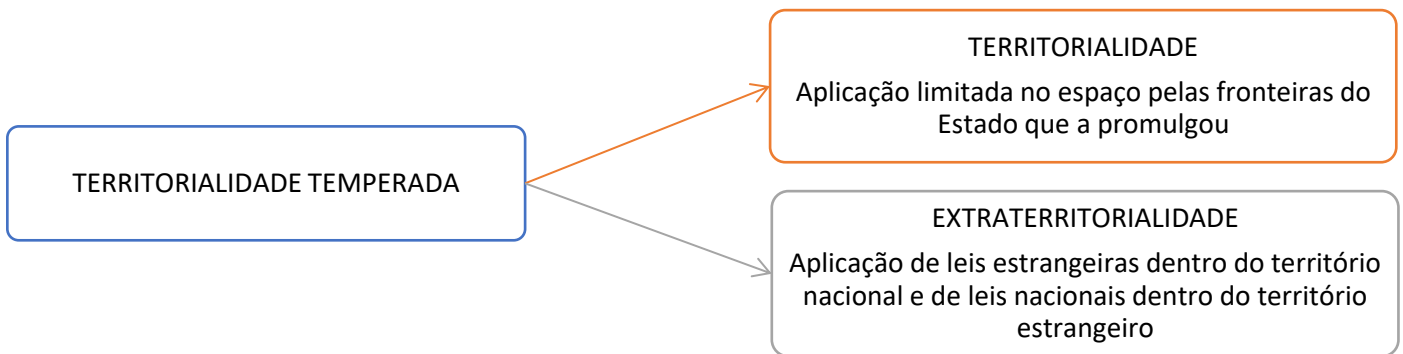 TERRITORIALIDADE TEMPERADA
TERRITORIALIDADE
Aplicação limitada no espaço pelas fronteiras do
Estado que a promulgou
EXTRATERRITORIALIDADE
Aplicação de leis estrangeiras dentro do território
nacional e de leis nacionais dentro do território
estrangeiro